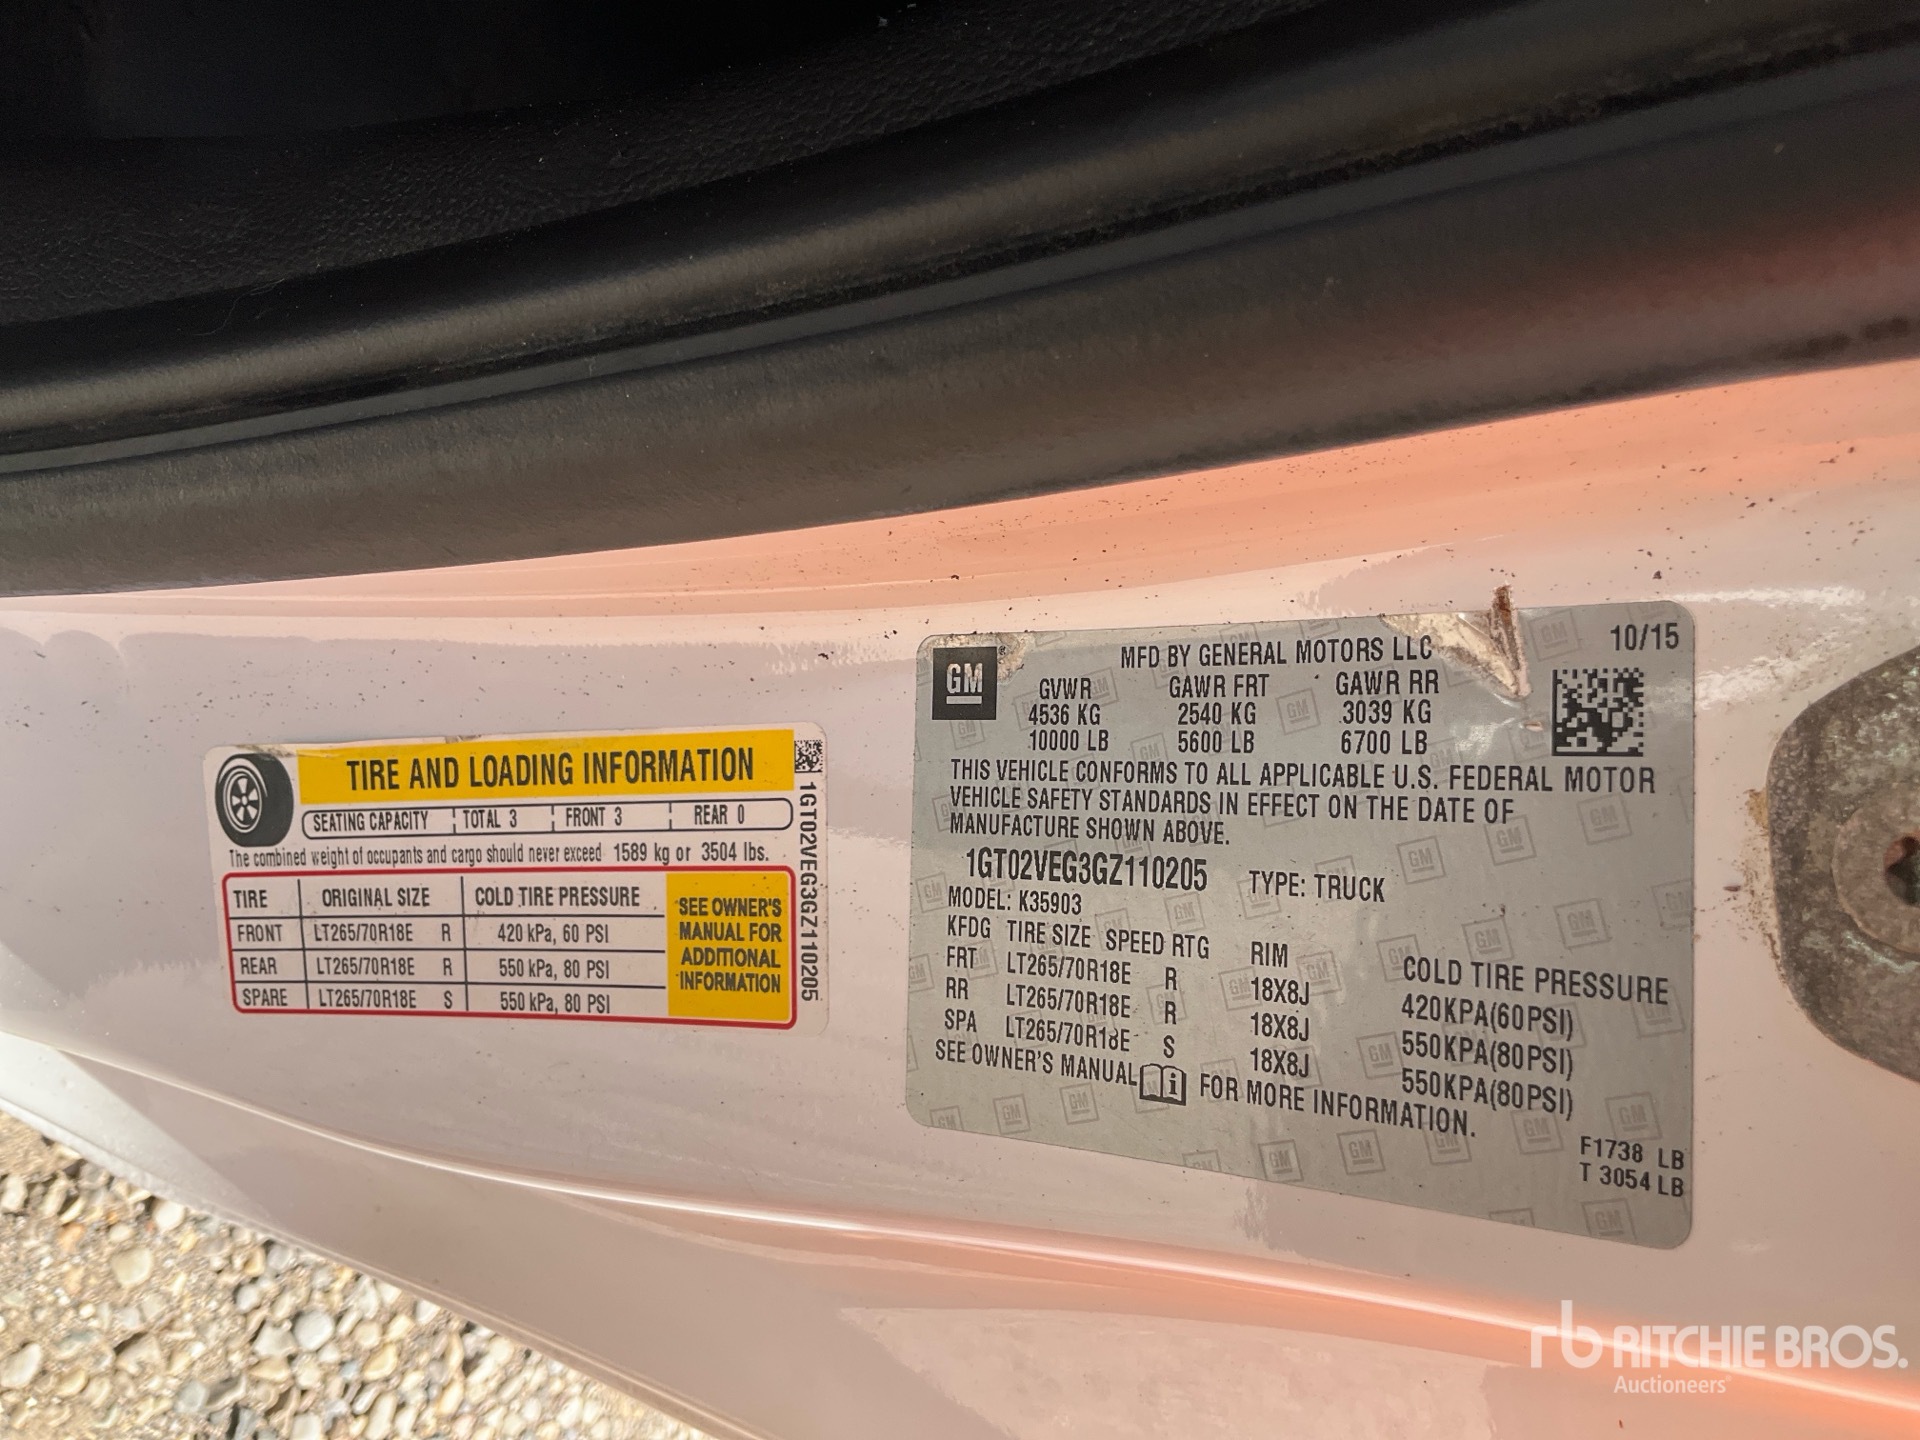 TIRE AND LOADING INFORMATION
SEATING CAPACITY TOTAL 3 FRONT 3 REAR 0
The combined weight of occupants and cargo should never exceed 1589 kg or 3504 lbs.
TIRE ORIGINAL SIZE COLD TIRE PRESSURE
FRONT LT265/70R18E R 420 kPa, 60 PSI
REAR LT265/70R18E R 550 kPa, 80 PSI
SPARE LT265/70R18E S 550 kPa, 80 PSI
SEE OWNER'S
MANUAL FOR
ADDITIONAL
INFORMATION
1GT02VEG3GZ110205
GM
MFD BY GENERAL MOTORS LLC
10/15
GVWR GAWR FRT GAWR RR
4536 KG 2540 KG 3039 KG
10000 LB 5600 LB 6700 LB
THIS VEHICLE CONFORMS TO ALL APPLICABLE U.S. FEDERAL MOTOR
VEHICLE SAFETY STANDARDS IN EFFECT ON THE DATE OF
MANUFACTURE SHOWN ABOVE.
1GT02VEG3GZ110205 TYPE: TRUCK
MODEL: K35903
KFDG TIRE SIZE SPEED RTG RIM COLD TIRE PRESSURE
FRT LT265/70R18E R 18X8J 420KPA(60PSI)
RR LT265/70R18E R 18X8J 550KPA(80PSI)
SPA LT265/70R18E S 18X8J 550KPA(80PSI)
SEE OWNER'S MANUAL FOR MORE INFORMATION.
F1738 LB
T 3054 LB
rb RITCHIE BROS.
Auctioneers